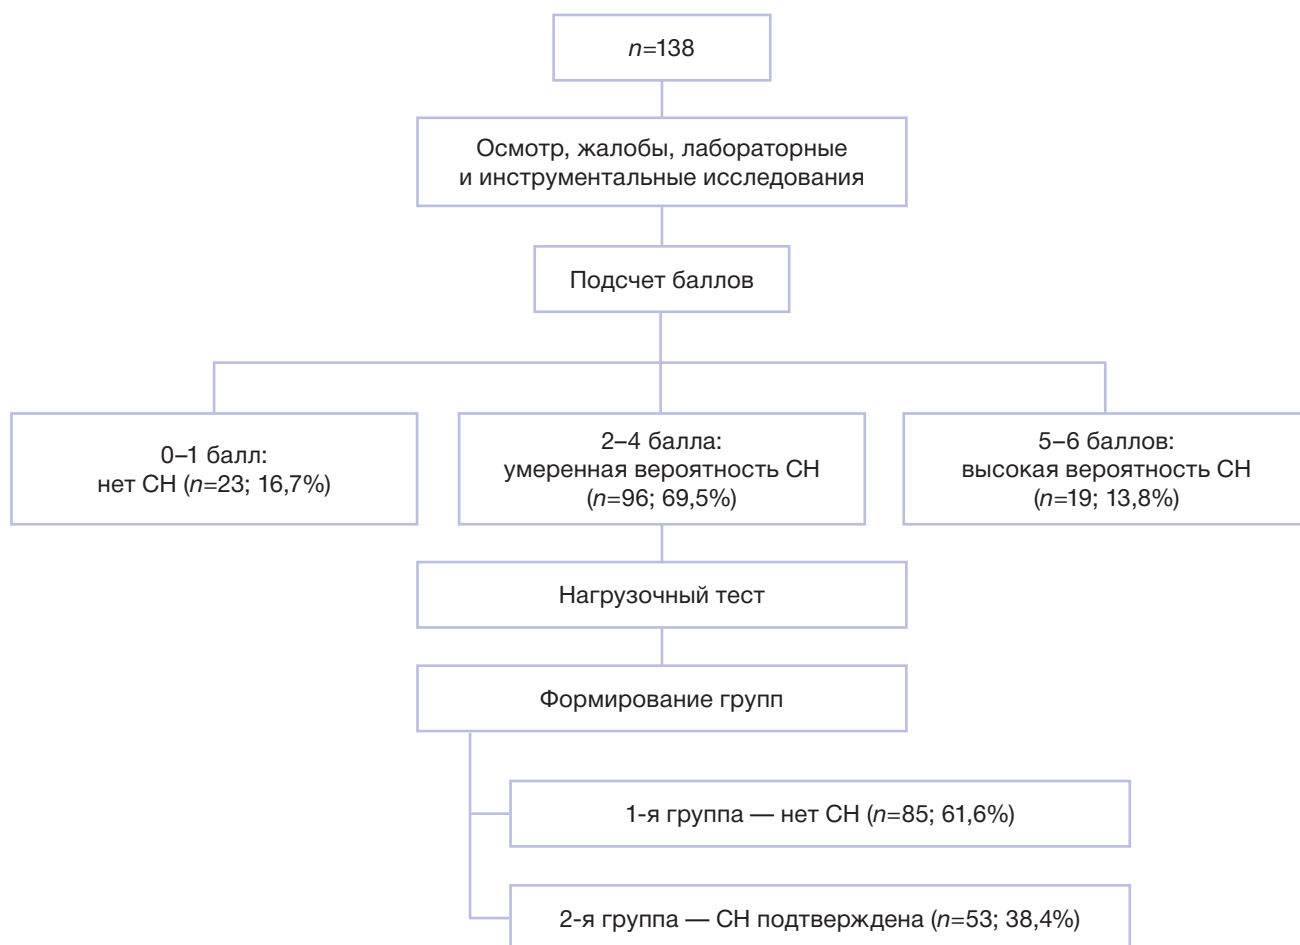 n=138
Осмотр, жалобы, лабораторные
и инструментальные исследования
Подсчет баллов
0–1 балл:
нет СН (n=23; 16,7%)
2–4 балла:
умеренная вероятность СН
(n=96; 69,5%)
5–6 баллов:
высокая вероятность СН
(n=19; 13,8%)
Нагрузочный тест
Формирование групп
1-я группа — нет СН (n=85; 61,6%)
2-я группа — СН подтверждена (n=53; 38,4%)